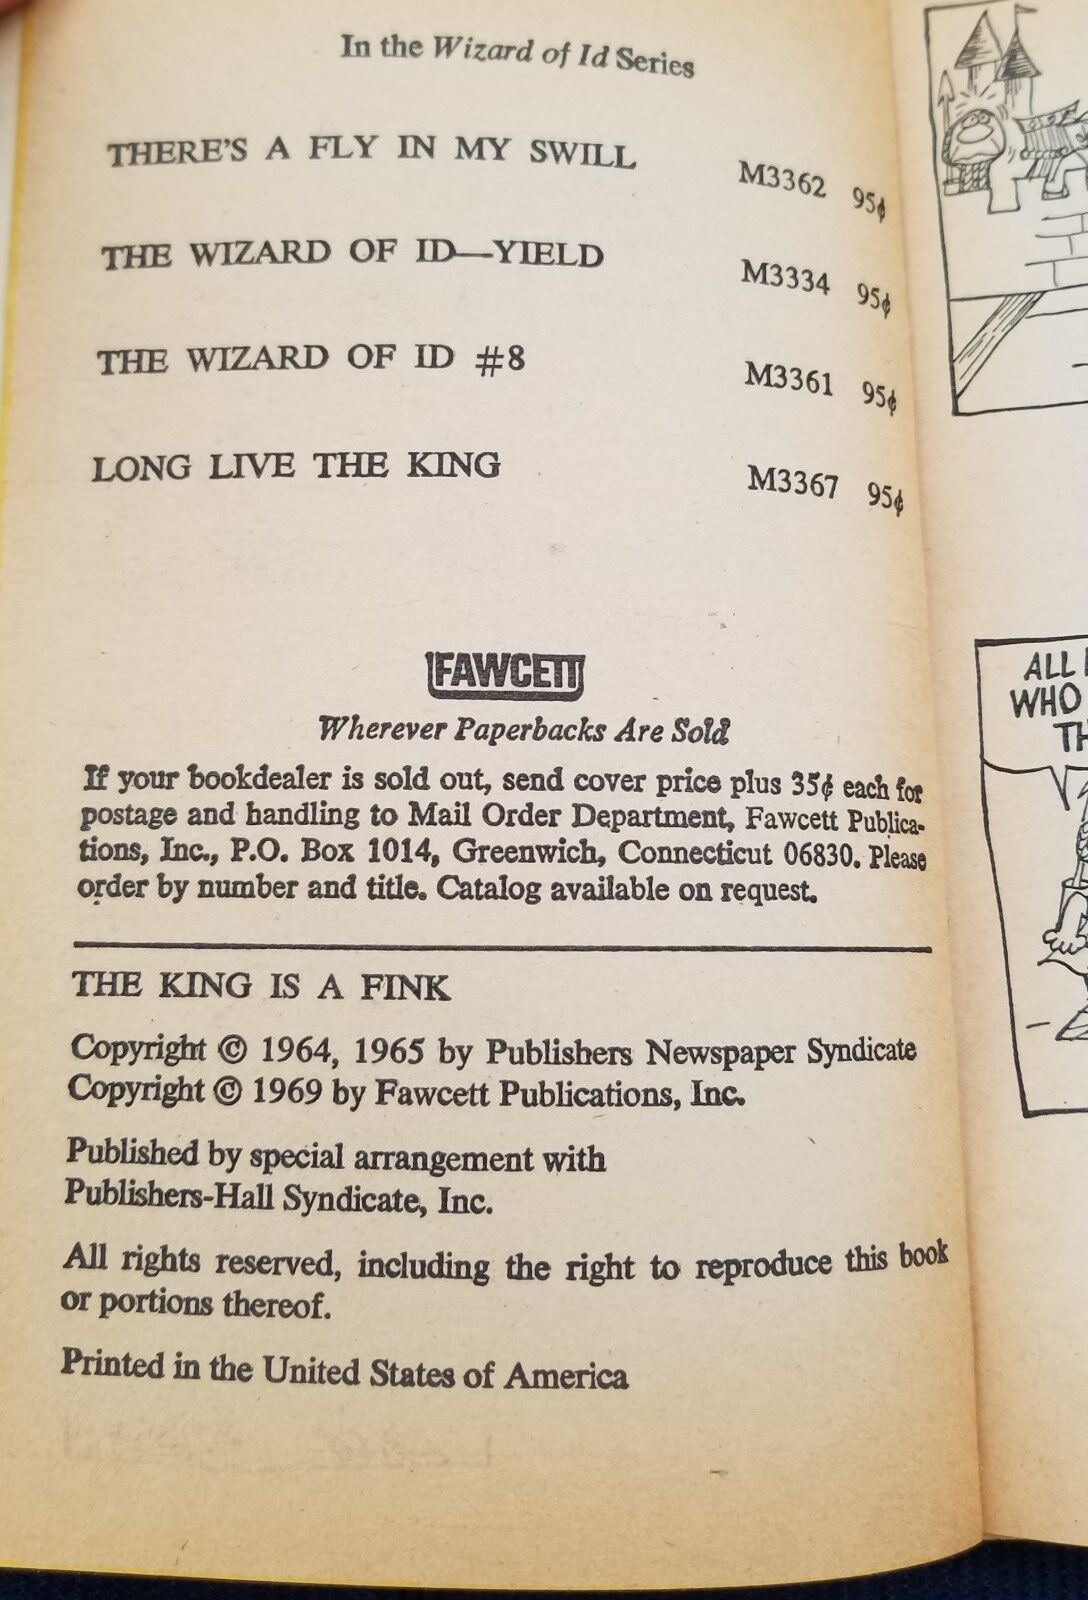 In the Wizard of Id Series
THERE'S A FLY IN MY SWILL M3362 95¢
THE WIZARD OF ID—YIELD M3334 95¢
THE WIZARD OF ID #8 M3361 95¢
LONG LIVE THE KING M3367 95¢
FAWCETT
Wherever Paperbacks Are Sold
If your bookdealer is sold out, send cover price plus 35¢ each for
postage and handling to Mail Order Department, Fawcett Publica-
tions, Inc., P.O. Box 1014, Greenwich, Connecticut 06830. Please
order by number and title. Catalog available on request.
THE KING IS A FINK
Copyright © 1964, 1965 by Publishers Newspaper Syndicate
Copyright © 1969 by Fawcett Publications, Inc.
Published by special arrangement with
Publishers-Hall Syndicate, Inc.
All rights reserved, including the right to reproduce this book
or portions thereof.
Printed in the United States of America
ALL
WHO